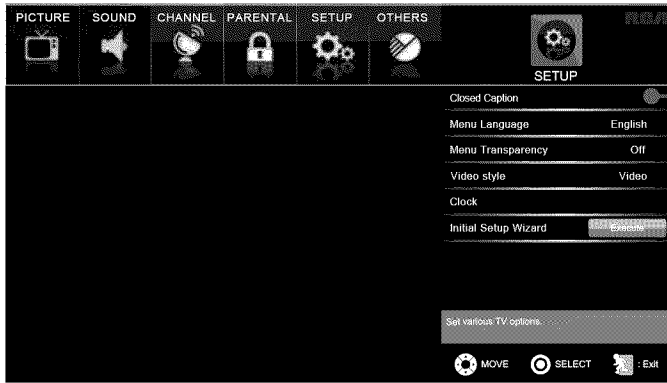 PICTURE SOUND CHANNEL PARENTAL SETUP OTHERS
RCA
SETUP
Closed Caption
Menu Language English
Menu Transparency Off
Video style Video
Clock
Initial Setup Wizard Execute
Set various TV options.
MOVE SELECT : Exit